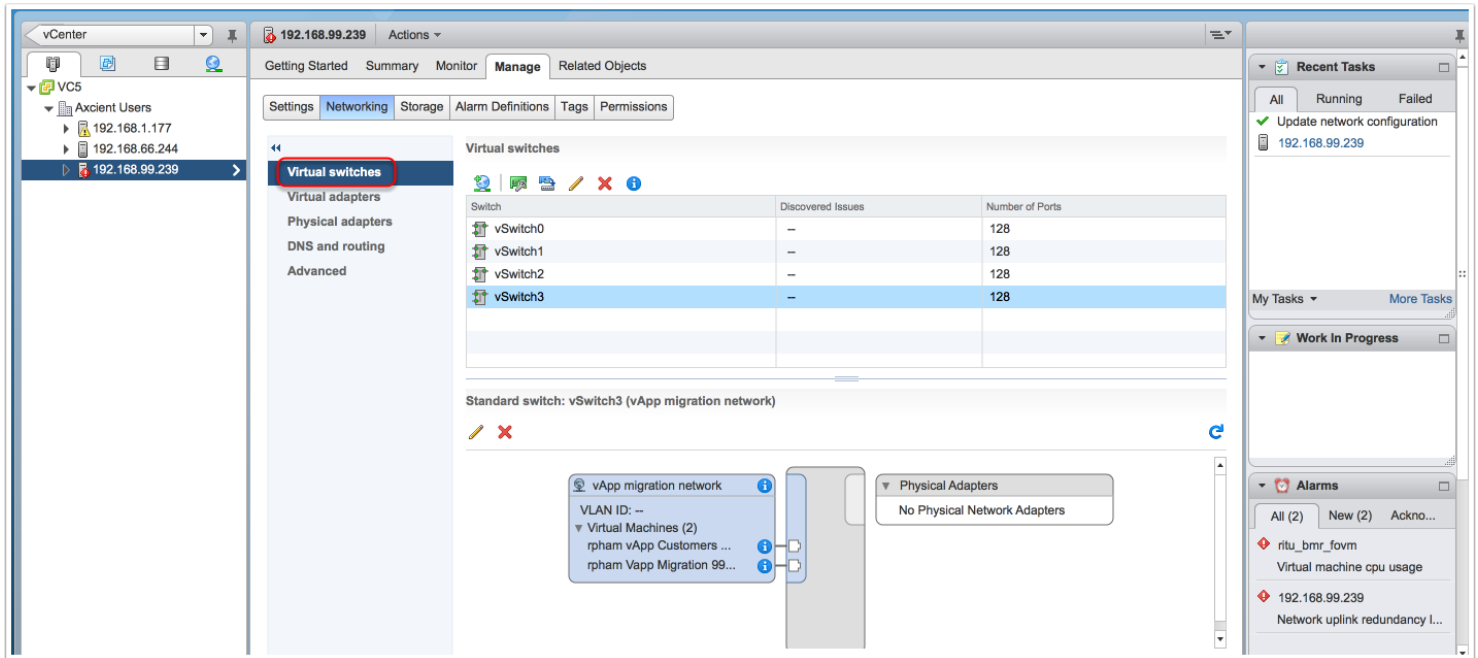 vCenter
VC5
Axcient Users
192.168.1.177
192.168.66.244
192.168.99.239
192.168.99.239 Actions
Getting Started Summary Monitor Manage Related Objects
Settings Networking Storage Alarm Definitions Tags Permissions
Virtual switches
Virtual adapters
Physical adapters
DNS and routing
Advanced
Virtual switches
Switch Discovered Issues Number of Ports
vSwitch0 -- 128
vSwitch1 -- 128
vSwitch2 -- 128
vSwitch3 -- 128
Standard switch: vSwitch3 (vApp migration network)
vApp migration network
VLAN ID: --
Virtual Machines (2)
rpham vApp Customers ...
rpham Vapp Migration 99...
Physical Adapters
No Physical Network Adapters
Recent Tasks
All Running Failed
Update network configuration
192.168.99.239
My Tasks More Tasks
Work In Progress
Alarms
All (2) New (2) Ackno...
ritu_bmr_fovm
Virtual machine cpu usage
192.168.99.239
Network uplink redundancy l...